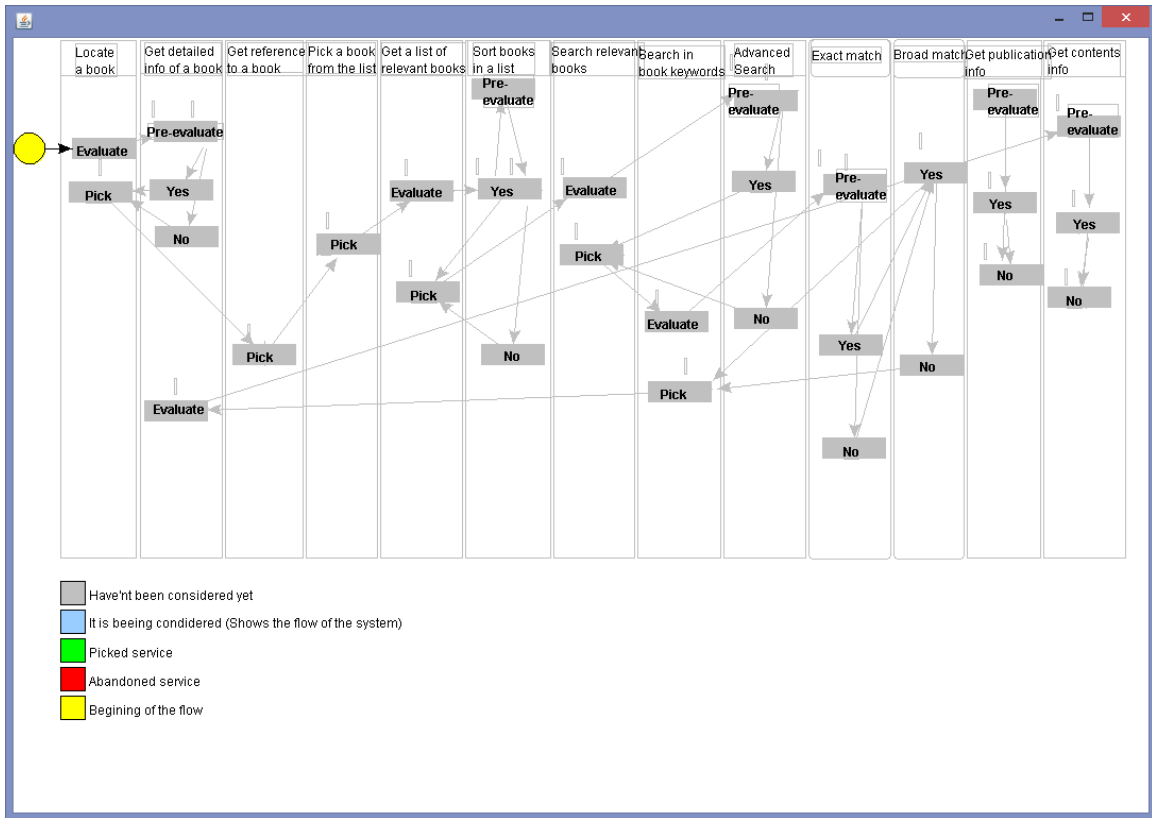 Locate
a book
Get detailed
info of a book
Get reference
to a book
Pick a book
from the list
Get a list of
relevant books
Sort books
in a list
Search relevant
books
Search in
book keywords
Advanced
Search
Exact match
Broad match
Get publication
info
Get contents
info
Pre-
evaluate
Pre-
evaluate
Pre-
evaluate
Pre-
evaluate
Pre-evaluate
Evaluate
Yes
Pre-
evaluate
Pick
Yes
Evaluate
Yes
Evaluate
Yes
Yes
Yes
No
Pick
Pick
No
No
Pick
Evaluate
No
Yes
Pick
No
No
Pick
Evaluate
No
Have'nt been considered yet
It is beeing condidered (Shows the flow of the system)
Picked service
Abandoned service
Begining of the flow